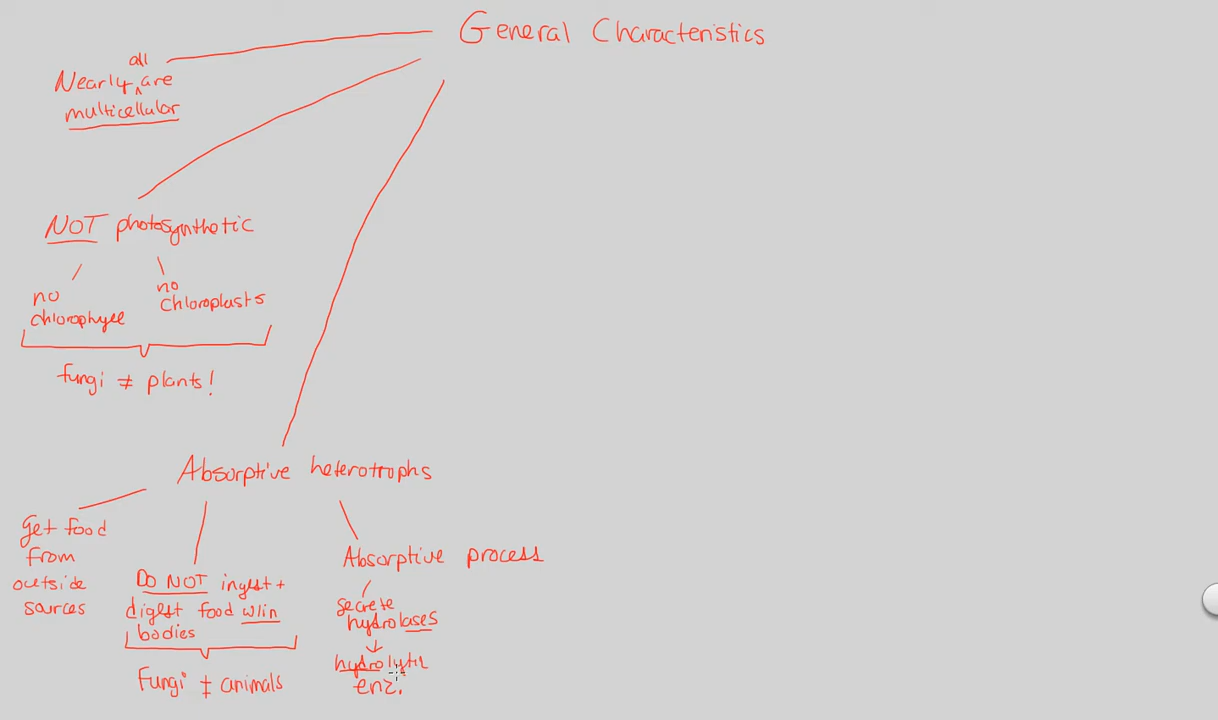 General Characteristics
all
Nearly ^ are
multicellular
NOT photosynthetic
no
chlorophyll
no
chloroplasts
fungi ≠ plants!
Absorptive heterotrophs
Get food
from
outside
sources
DO NOT ingest +
digest food w/in
bodies
Fungi ≠ animals
Absorptive process
secrete
hydrolases
hydrolytic
enz.